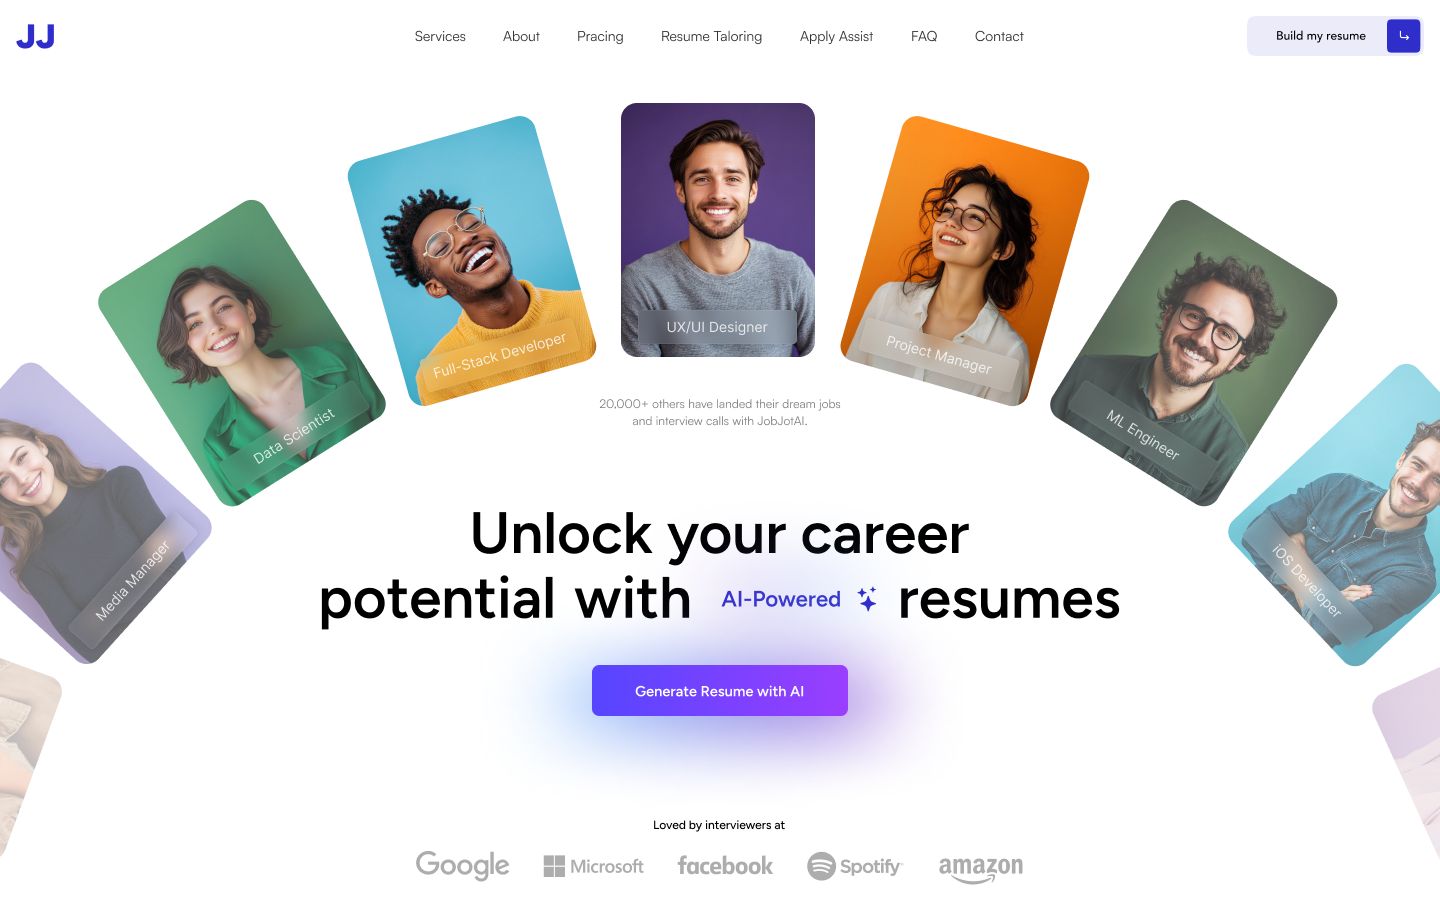 JJ
Services About Pracing Resume Taloring Apply Assist FAQ Contact
Build my resume
UX/UI Designer
Full-Stack Developer
Project Manager
Data Scientist
ML Engineer
Media Manager
iOS Developer
20,000+ others have landed their dream jobs
and interview calls with JobJotAI.
Unlock your career
potential with AI-Powered resumes
Generate Resume with AI
Loved by interviewers at
Google Microsoft facebook Spotify amazon